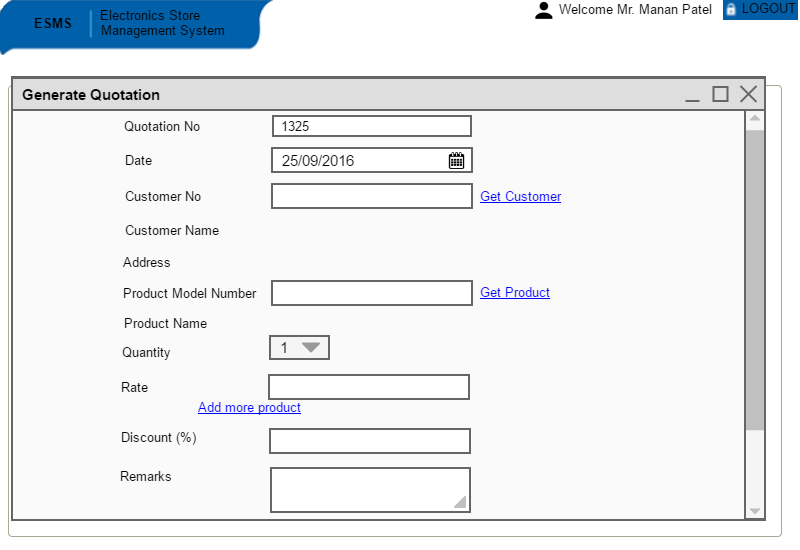 ESMS
Electronics Store
Management System
Welcome Mr. Manan Patel
LOGOUT
Generate Quotation
Quotation No
1325
Date
25/09/2016
Customer No
Get Customer
Customer Name
Address
Product Model Number
Get Product
Product Name
Quantity
1
Rate
Add more product
Discount (%)
Remarks